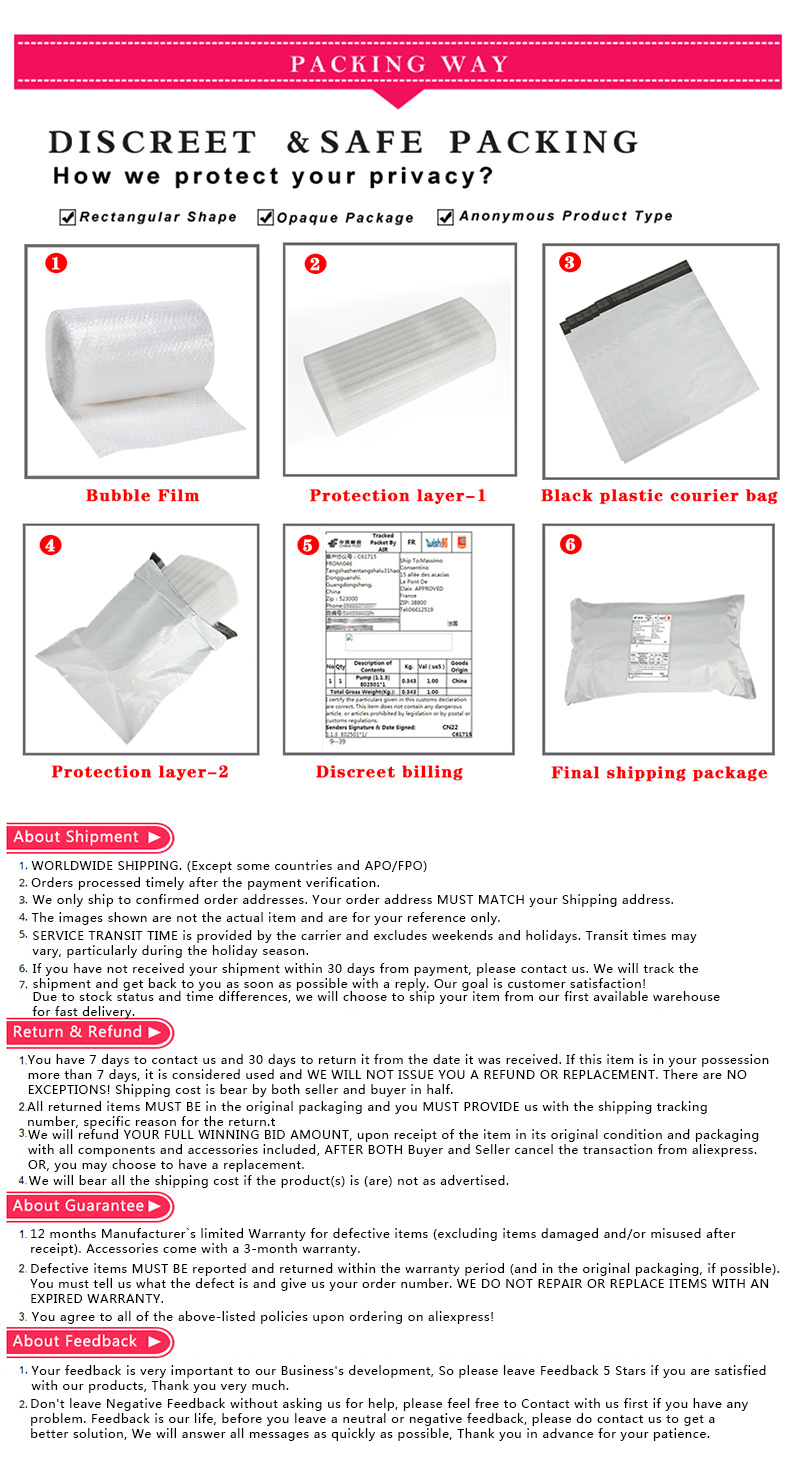 PACKING WAY
DISCREET & SAFE PACKING
How we protect your privacy?
Rectangular Shape Opaque Package Anonymous Product Type
1
2
3
Bubble Film
Protection layer-1
Black plastic courier bag
4
5
中国邮政
CHINA POST
Tracked
Packet By
AIR
FR
wish邮
客户协议号：C61715
FROM:046
Tangshazhentangshalu31hao
Dongguanshi.
Guangdongsheng.
China
Zip : 523000
Phone:
Ship To:Massimo
Consentino
15 allée des acacias
Le Pont De
Claix APPROVED
France
ZIP: 38800
Tel:06612519
法国
No Qty Description of Contents Kg. Val ( us$ ) Goods Origin
1 1 Pump [1.1.3] E02501*1 0.343 1.00 China
Total Gross Weight(Kg.): 0.343 1.00
I certify the particulars given in this customs declaration
are correct. This item does not contain any dangerous
article, or articles prohibited by legislation or by postal or
customs regulations.
Senders Signature & Date Signed: CN22
1.1.3 E02501*1/ C61715
9--39
6
Protection layer-2
Discreet billing
Final shipping package
About Shipment
1. WORLDWIDE SHIPPING. (Except some countries and APO/FPO)
2. Orders processed timely after the payment verification.
3. We only ship to confirmed order addresses. Your order address MUST MATCH your Shipping address.
4. The images shown are not the actual item and are for your reference only.
5. SERVICE TRANSIT TIME is provided by the carrier and excludes weekends and holidays. Transit times may
vary, particularly during the holiday season.
6. If you have not received your shipment within 30 days from payment, please contact us. We will track the
7. shipment and get back to you as soon as possible with a reply. Our goal is customer satisfaction!
Due to stock status and time differences, we will choose to ship your item from our first available warehouse
for fast delivery.
Return & Refund
1.You have 7 days to contact us and 30 days to return it from the date it was received. If this item is in your possession
more than 7 days, it is considered used and WE WILL NOT ISSUE YOU A REFUND OR REPLACEMENT. There are NO
EXCEPTIONS! Shipping cost is bear by both seller and buyer in half.
2.All returned items MUST BE in the original packaging and you MUST PROVIDE us with the shipping tracking
number, specific reason for the return.t
3.We will refund YOUR FULL WINNING BID AMOUNT, upon receipt of the item in its original condition and packaging
with all components and accessories included, AFTER BOTH Buyer and Seller cancel the transaction from aliexpress.
OR, you may choose to have a replacement.
4.We will bear all the shipping cost if the product(s) is (are) not as advertised.
About Guarantee
1. 12 months Manufacturer`s limited Warranty for defective items (excluding items damaged and/or misused after
receipt). Accessories come with a 3-month warranty.
2. Defective items MUST BE reported and returned within the warranty period (and in the original packaging, if possible).
You must tell us what the defect is and give us your order number. WE DO NOT REPAIR OR REPLACE ITEMS WITH AN
EXPIRED WARRANTY.
3. You agree to all of the above-listed policies upon ordering on aliexpress!
About Feedback
1. Your feedback is very important to our Business's development, So please leave Feedback 5 Stars if you are satisfied
with our products, Thank you very much.
2. Don't leave Negative Feedback without asking us for help, please feel free to Contact with us first if you have any
problem. Feedback is our life, before you leave a neutral or negative feedback, please do contact us to get a
better solution, We will answer all messages as quickly as possible, Thank you in advance for your patience.